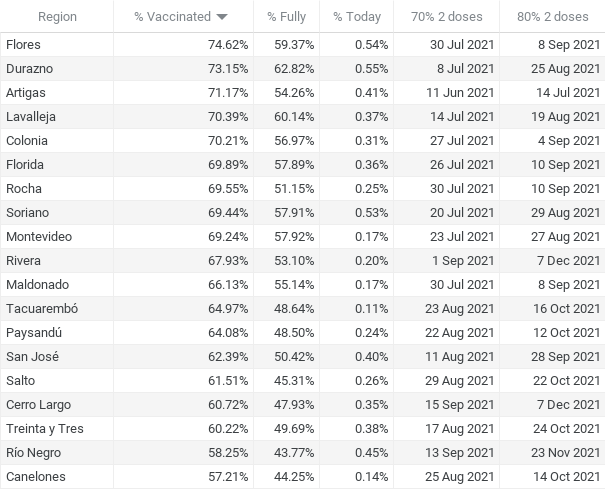 Region % Vaccinated % Fully % Today 70% 2 doses 80% 2 doses
Flores 74.62% 59.37% 0.54% 30 Jul 2021 8 Sep 2021
Durazno 73.15% 62.82% 0.55% 8 Jul 2021 25 Aug 2021
Artigas 71.17% 54.26% 0.41% 11 Jun 2021 14 Jul 2021
Lavalleja 70.39% 60.14% 0.37% 14 Jul 2021 19 Aug 2021
Colonia 70.21% 56.97% 0.31% 27 Jul 2021 4 Sep 2021
Florida 69.89% 57.89% 0.36% 26 Jul 2021 10 Sep 2021
Rocha 69.55% 51.15% 0.25% 30 Jul 2021 10 Sep 2021
Soriano 69.44% 57.91% 0.53% 20 Jul 2021 29 Aug 2021
Montevideo 69.24% 57.92% 0.17% 23 Jul 2021 27 Aug 2021
Rivera 67.93% 53.10% 0.20% 1 Sep 2021 7 Dec 2021
Maldonado 66.13% 55.14% 0.17% 30 Jul 2021 8 Sep 2021
Tacuarembó 64.97% 48.64% 0.11% 23 Aug 2021 16 Oct 2021
Paysandú 64.08% 48.50% 0.24% 22 Aug 2021 12 Oct 2021
San José 62.39% 50.42% 0.40% 11 Aug 2021 28 Sep 2021
Salto 61.51% 45.31% 0.26% 29 Aug 2021 22 Oct 2021
Cerro Largo 60.72% 47.93% 0.35% 15 Sep 2021 7 Dec 2021
Treinta y Tres 60.22% 49.69% 0.38% 17 Aug 2021 24 Oct 2021
Río Negro 58.25% 43.77% 0.45% 13 Sep 2021 23 Nov 2021
Canelones 57.21% 44.25% 0.14% 25 Aug 2021 14 Oct 2021